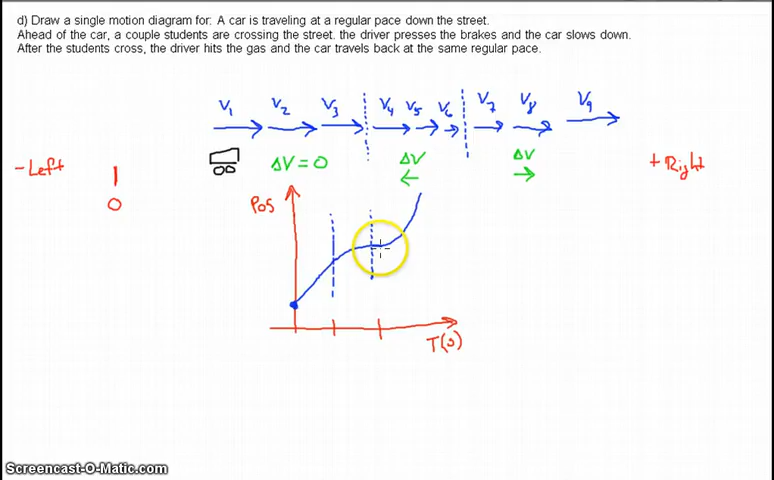 d) Draw a single motion diagram for: A car is traveling at a regular pace down the street.
Ahead of the car, a couple students are crossing the street. the driver presses the brakes and the car slows down.
After the students cross, the driver hits the gas and the car travels back at the same regular pace.
V1 V2 V3 V4 V5 V6 V7 V8 V9
- Left
ΔV = 0
ΔV
ΔV
+ Right
0
Pos
T(s)
Screencast-O-Matic.com